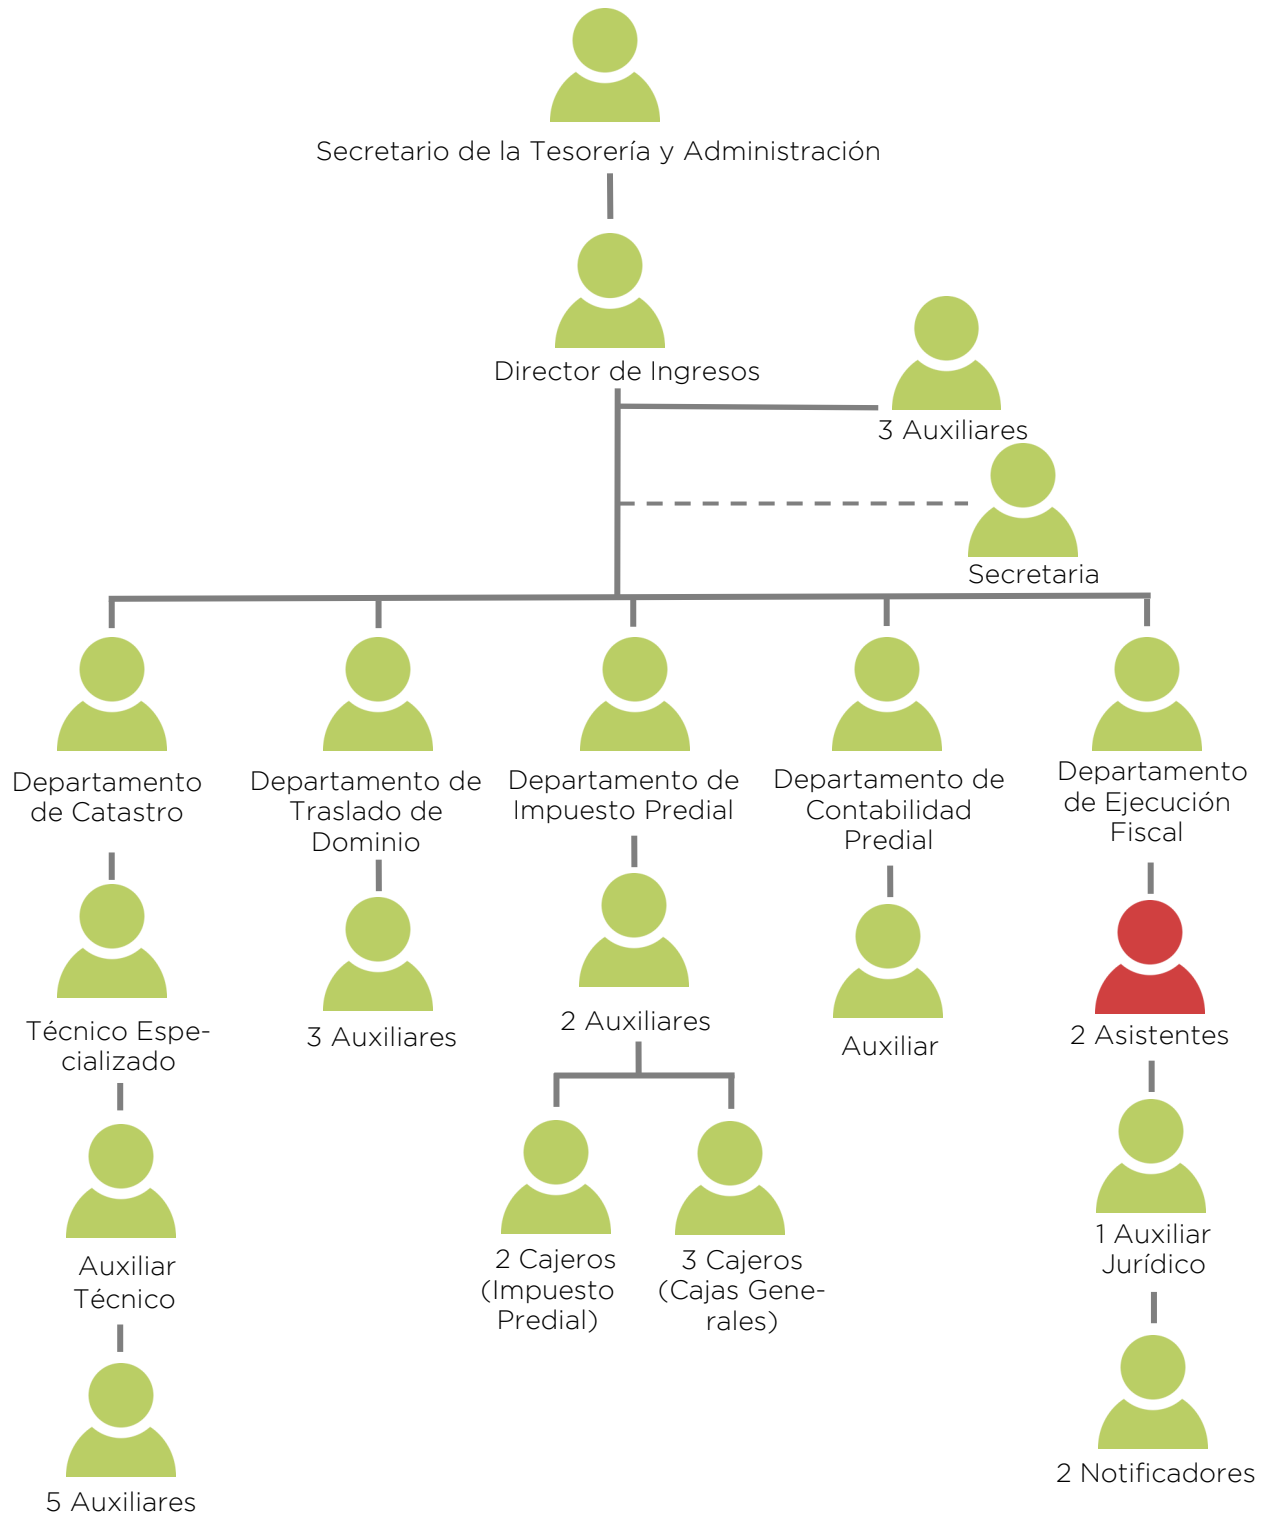 Secretario de la Tesorería y Administración
Director de Ingresos
3 Auxiliares
Secretaria
Departamento
de Catastro
Departamento de
Traslado de
Dominio
Departamento de
Impuesto Predial
Departamento de
Contabilidad
Predial
Departamento
de Ejecución
Fiscal
Técnico Espe-
cializado
3 Auxiliares
2 Auxiliares
Auxiliar
2 Asistentes
Auxiliar
Técnico
2 Cajeros
(Impuesto
Predial)
3 Cajeros
(Cajas Gene-
rales)
1 Auxiliar
Jurídico
5 Auxiliares
2 Notificadores